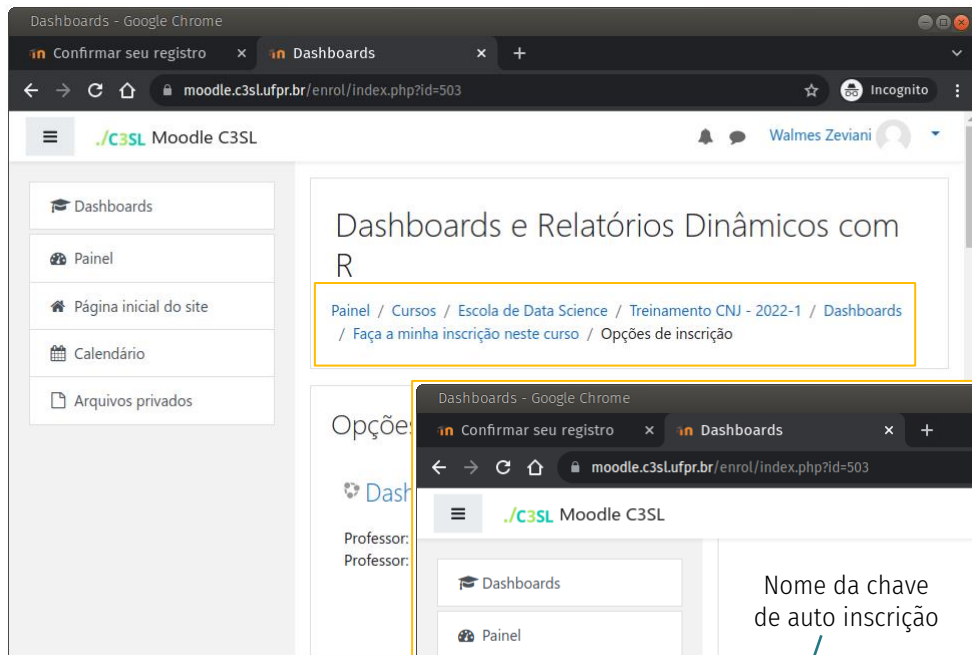 Dashboards - Google Chrome
Confirmar seu registro × Dashboards × +
moodle.c3sl.ufpr.br/enrol/index.php?id=503 Incognito
./C3SL Moodle C3SL Walmes Zeviani
Dashboards
Painel
Página inicial do site
Calendário
Arquivos privados
Dashboards e Relatórios Dinâmicos com
R
Painel / Cursos / Escola de Data Science / Treinamento CNJ - 2022-1 / Dashboards
/ Faça a minha inscrição neste curso / Opções de inscrição
Professor:
Professor:
Dashboards - Google Chrome
Confirmar seu registro × Dashboards × +
moodle.c3sl.ufpr.br/enrol/index.php?id=503
./C3SL Moodle C3SL
Dashboards
Painel
Nome da chave
de auto inscrição